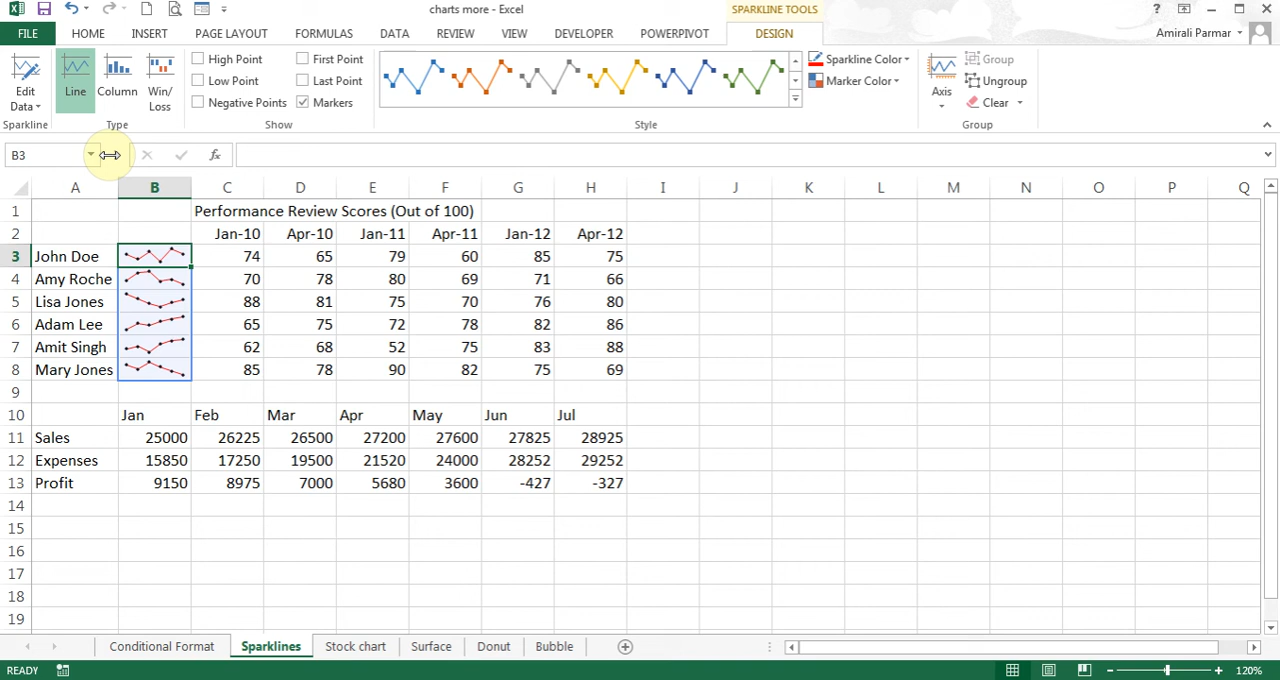 charts more - Excel
SPARKLINE TOOLS
?
FILE HOME INSERT PAGE LAYOUT FORMULAS DATA REVIEW VIEW DEVELOPER POWERPIVOT DESIGN Amirali Parmar
Edit Data Line Column Win/ Loss
High Point First Point
Low Point Last Point
Negative Points Markers
Sparkline Color
Marker Color
Axis
Group
Ungroup
Clear
Sparkline Type Show Style Group
B3 fx
A B C D E F G H I J K L M N O P Q
1 Performance Review Scores (Out of 100)
2 Jan-10 Apr-10 Jan-11 Apr-11 Jan-12 Apr-12
3 John Doe 74 65 79 60 85 75
4 Amy Roche 70 78 80 69 71 66
5 Lisa Jones 88 81 75 70 76 80
6 Adam Lee 65 75 72 78 82 86
7 Amit Singh 62 68 52 75 83 88
8 Mary Jones 85 78 90 82 75 69
9
10 Jan Feb Mar Apr May Jun Jul
11 Sales 25000 26225 26500 27200 27600 27825 28925
12 Expenses 15850 17250 19500 21520 24000 28252 29252
13 Profit 9150 8975 7000 5680 3600 -427 -327
14
15
16
17
18
19
Conditional Format Sparklines Stock chart Surface Donut Bubble
READY 120%